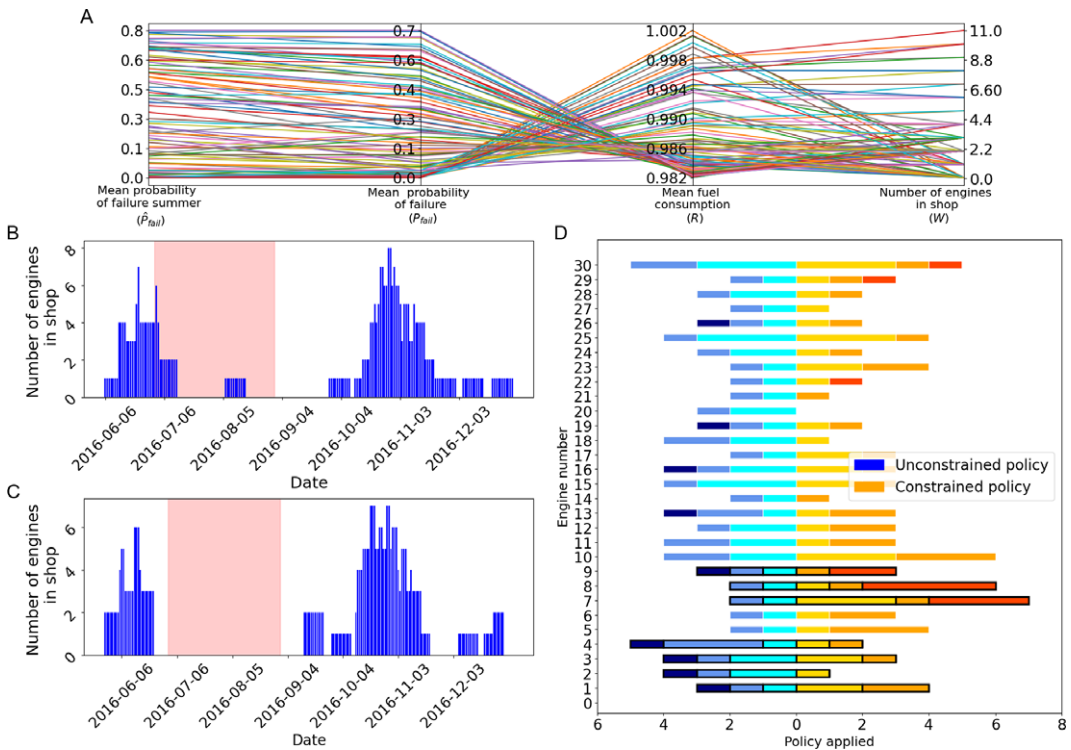 A
0.8
0.6
0.5
0.3
0.1
0.0
0.7
0.6
0.4
0.3
0.1
0.0
1.002
0.998
0.994
0.990
0.986
0.982
11.0
8.8
6.60
4.4
2.2
0.0
Mean probability
of failure summer
(P̂fail)
Mean probability
of failure
(Pfail)
Mean fuel
consumption
(R)
Number of engines
in shop
(W)
B
Number of engines
in shop
8
6
4
2
0
2016-06-06
2016-07-06
2016-08-05
2016-09-04
2016-10-04
2016-11-03
2016-12-03
Date
C
Number of engines
in shop
6
4
2
0
2016-06-06
2016-07-06
2016-08-05
2016-09-04
2016-10-04
2016-11-03
2016-12-03
Date
D
Engine number
30
29
28
27
26
25
24
23
22
21
20
19
18
17
16
15
14
13
12
11
10
9
8
7
6
5
4
3
2
1
0
Unconstrained policy
Constrained policy
6 4 2 0 2 4 6 8
Policy applied